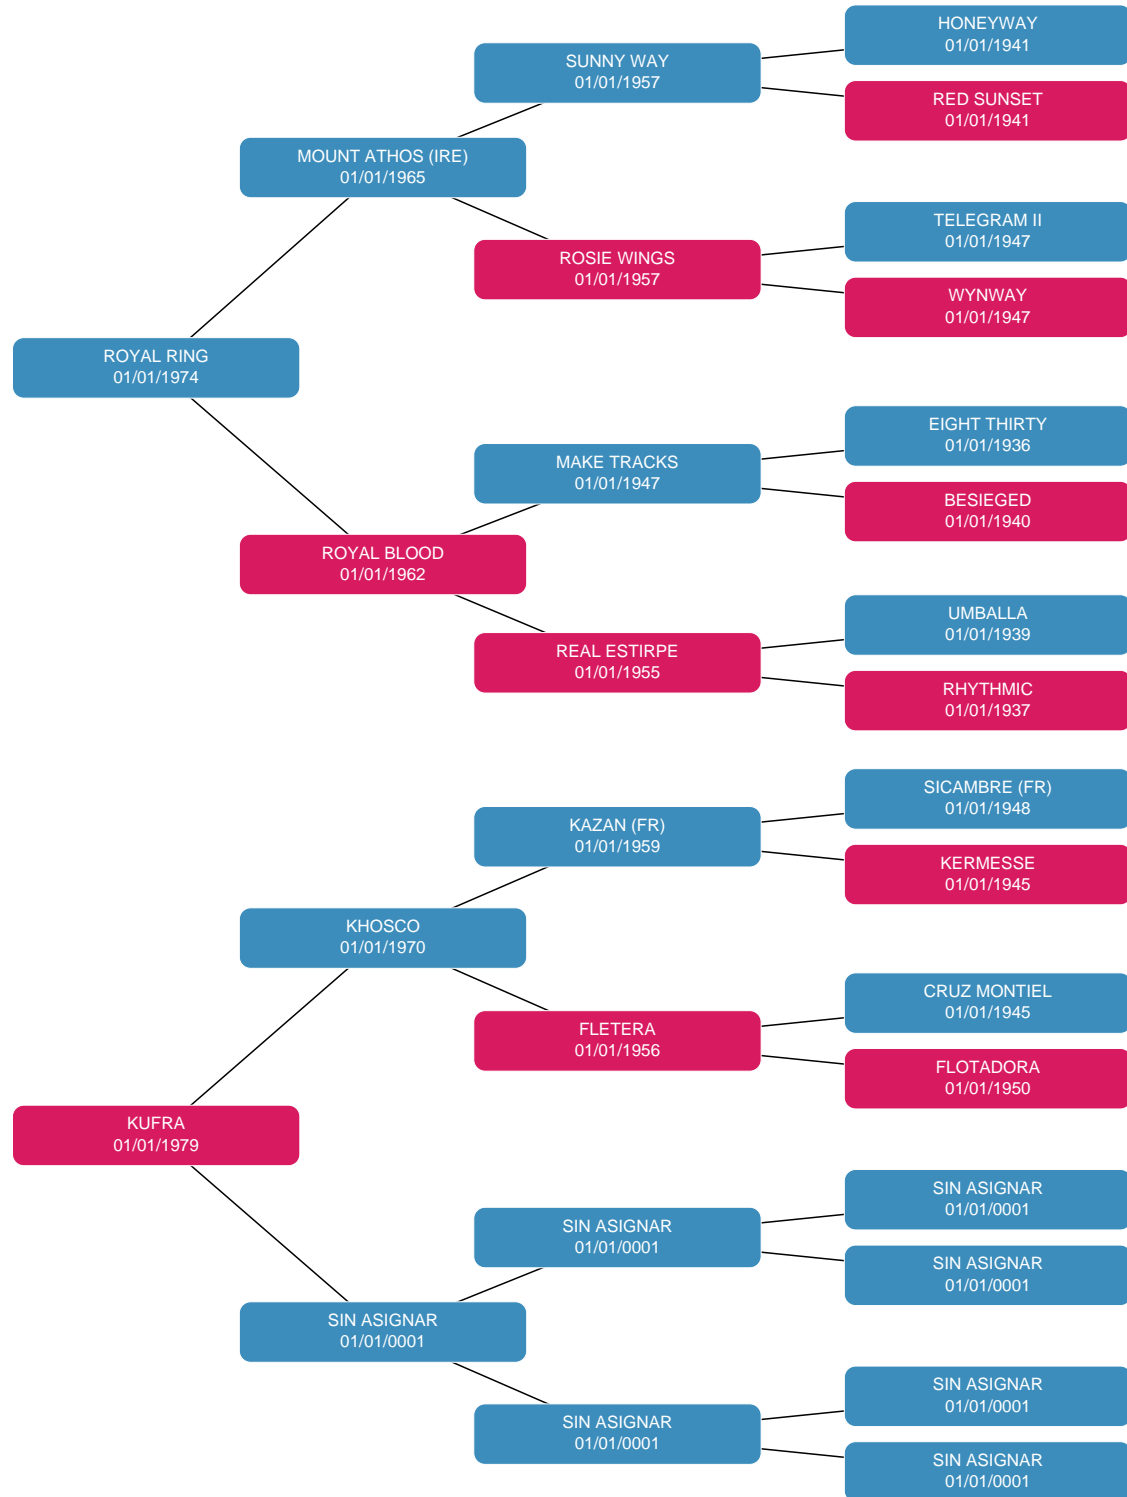 HONEYWAY
01/01/1941
SUNNY WAY
01/01/1957
RED SUNSET
01/01/1941
MOUNT ATHOS (IRE)
01/01/1965
TELEGRAM II
01/01/1947
ROSIE WINGS
01/01/1957
WYNWAY
01/01/1947
ROYAL RING
01/01/1974
EIGHT THIRTY
01/01/1936
MAKE TRACKS
01/01/1947
BESIEGED
01/01/1940
ROYAL BLOOD
01/01/1962
UMBALLA
01/01/1939
REAL ESTIRPE
01/01/1955
RHYTHMIC
01/01/1937
SICAMBRE (FR)
01/01/1948
KAZAN (FR)
01/01/1959
KERMESSE
01/01/1945
KHOSCO
01/01/1970
CRUZ MONTIEL
01/01/1945
FLETERA
01/01/1956
FLOTADORA
01/01/1950
KUFRA
01/01/1979
SIN ASIGNAR
01/01/0001
SIN ASIGNAR
01/01/0001
SIN ASIGNAR
01/01/0001
SIN ASIGNAR
01/01/0001
SIN ASIGNAR
01/01/0001
SIN ASIGNAR
01/01/0001
SIN ASIGNAR
01/01/0001